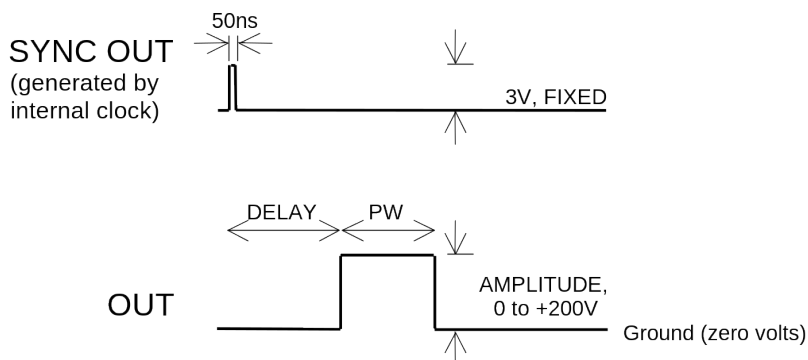 50ns
SYNC OUT
(generated by
internal clock)
3V, FIXED
DELAY
PW
OUT
AMPLITUDE,
0 to +200V
Ground (zero volts)